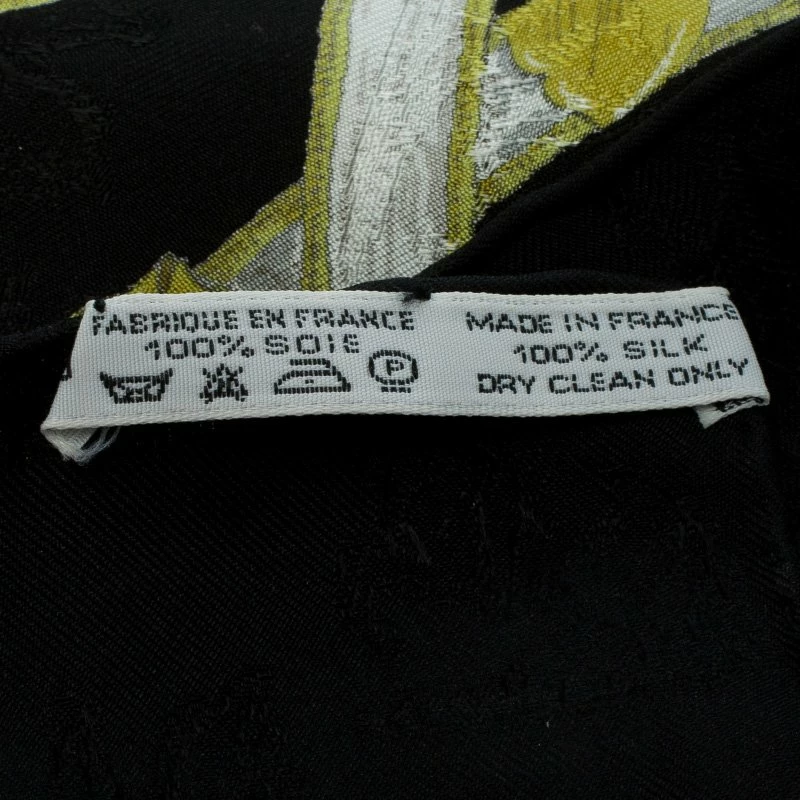 FABRIQUE EN FRANCE
100% SOIE
P
MADE IN FRANCE
100% SILK
DRY CLEAN ONLY